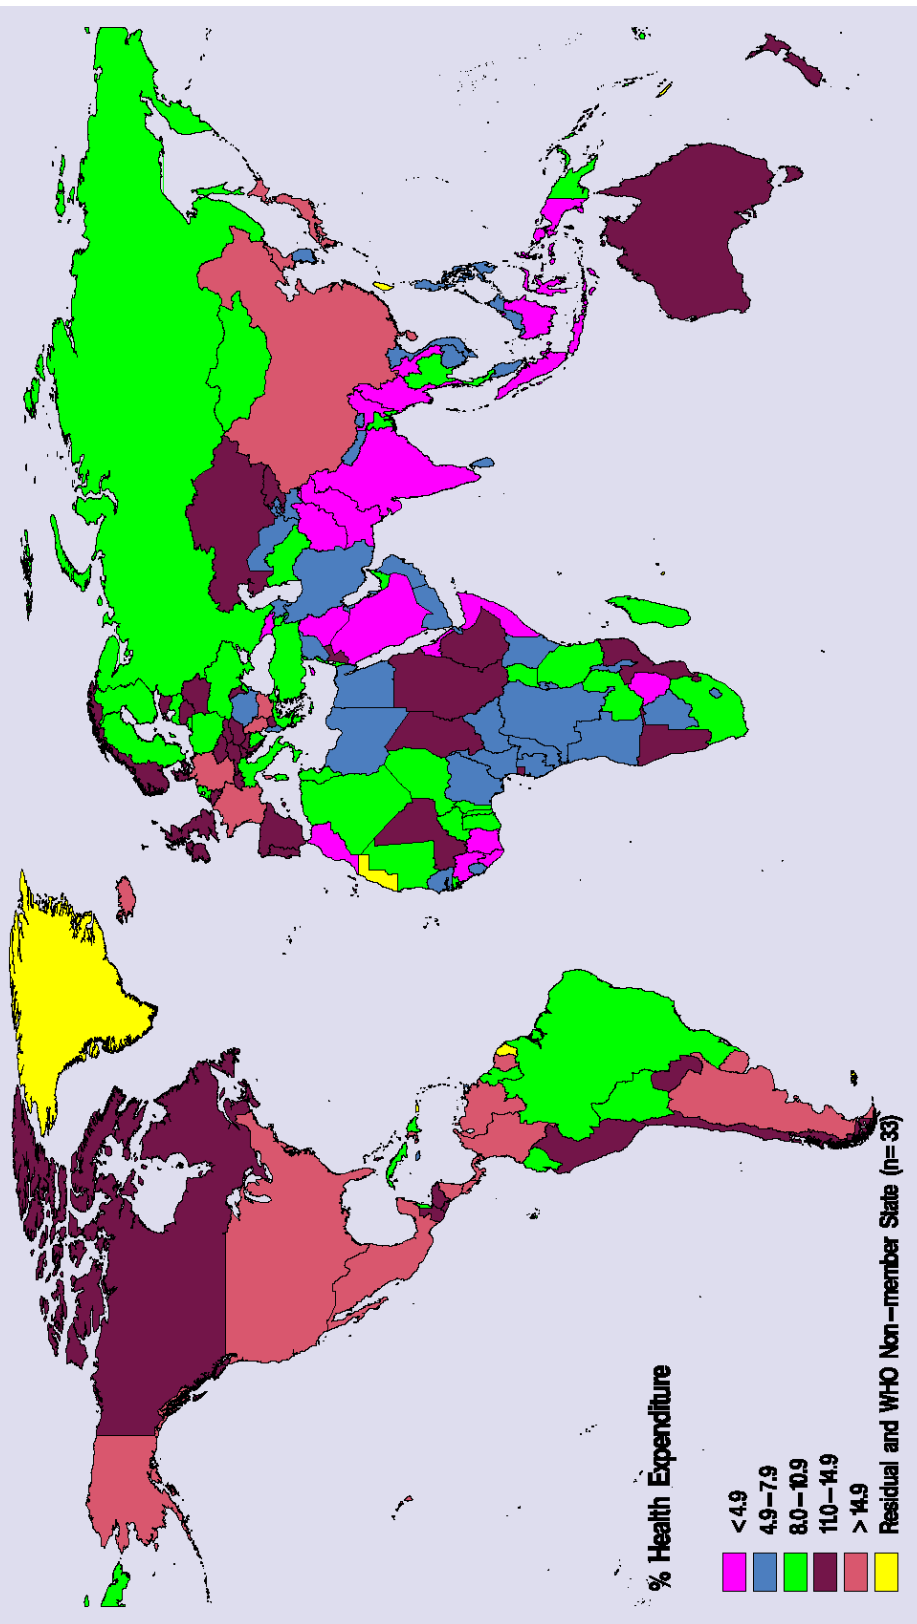 % Health Expenditure
< 4.9
4.9−7.9
8.0−10.9
11.0−14.9
> 14.9
Residual and WHO Non−member State (n=33)